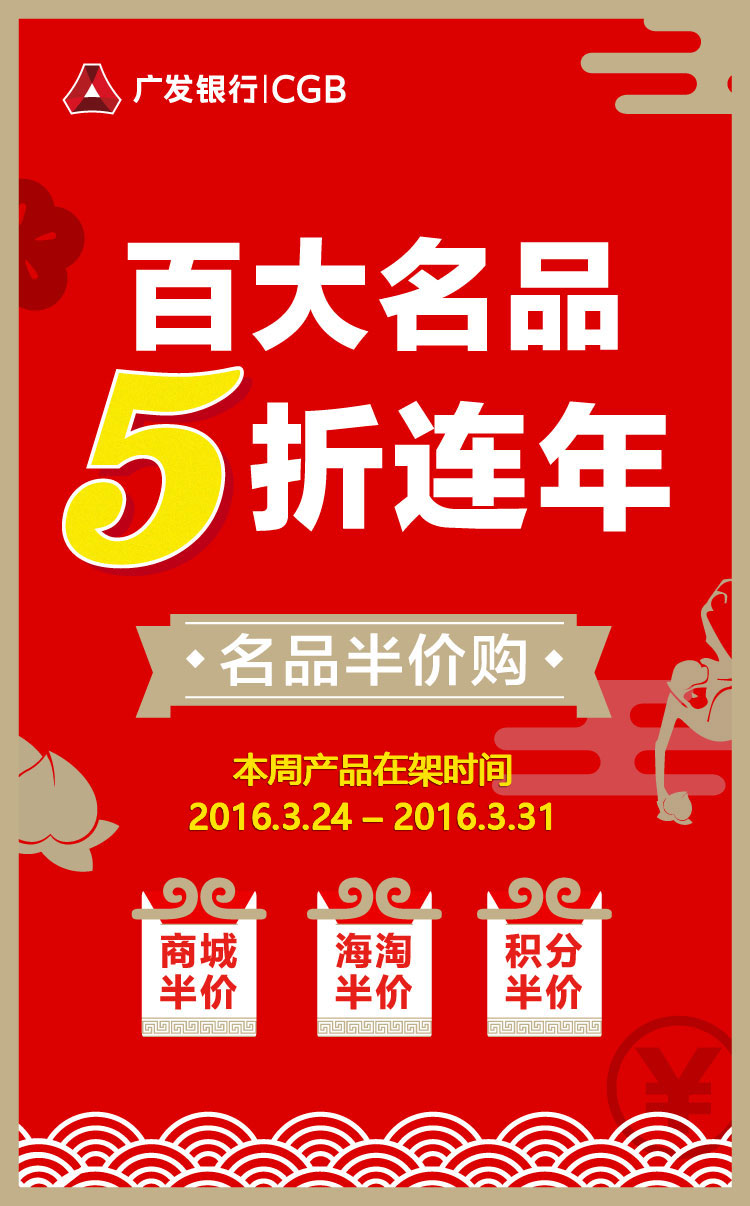 广发银行|CGB
百大名品
5折连年
名品半价购
本周产品在架时间
2016.3.24 – 2016.3.31
商城
半价
海淘
半价
积分
半价
¥